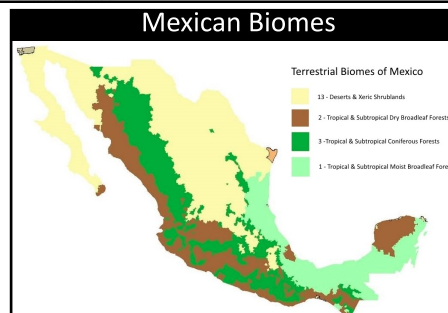 Mexican Biomes
Terrestrial Biomes of Mexico
13 - Deserts & Xeric Shrublands
2 - Tropical & Subtropical Dry Broadleaf Forests
3 -Tropical & Subtropical Coniferous Forests
1 - Tropical & Subtropical Moist Broadleaf Fore